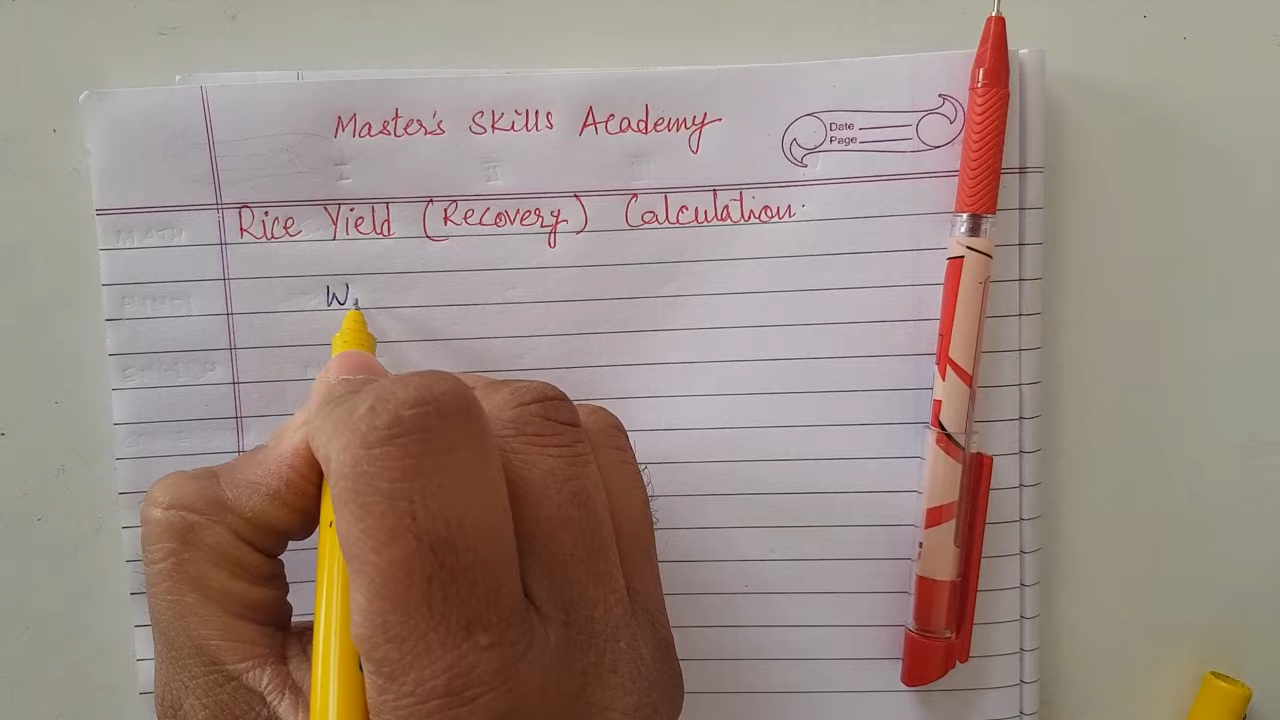 Master's Skills Academy
Date
Page
Rice Yield (Recovery) Calculation.
W